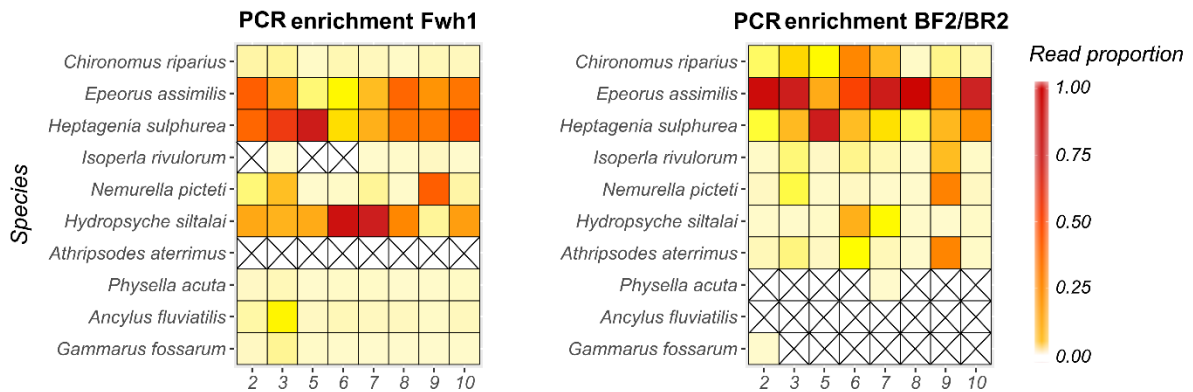 PCR enrichment Fwh1
PCR enrichment BF2/BR2
Species
Chironomus riparius
Epeorus assimilis
Heptagenia sulphurea
Isoperla rivulorum
Nemurella picteti
Hydropsyche siltalai
Athripsodes aterrimus
Physella acuta
Ancylus fluviatilis
Gammarus fossarum
2 3 5 6 7 8 9 10
Chironomus riparius
Epeorus assimilis
Heptagenia sulphurea
Isoperla rivulorum
Nemurella picteti
Hydropsyche siltalai
Athripsodes aterrimus
Physella acuta
Ancylus fluviatilis
Gammarus fossarum
2 3 5 6 7 8 9 10
Read proportion
1.00
0.75
0.50
0.25
0.00